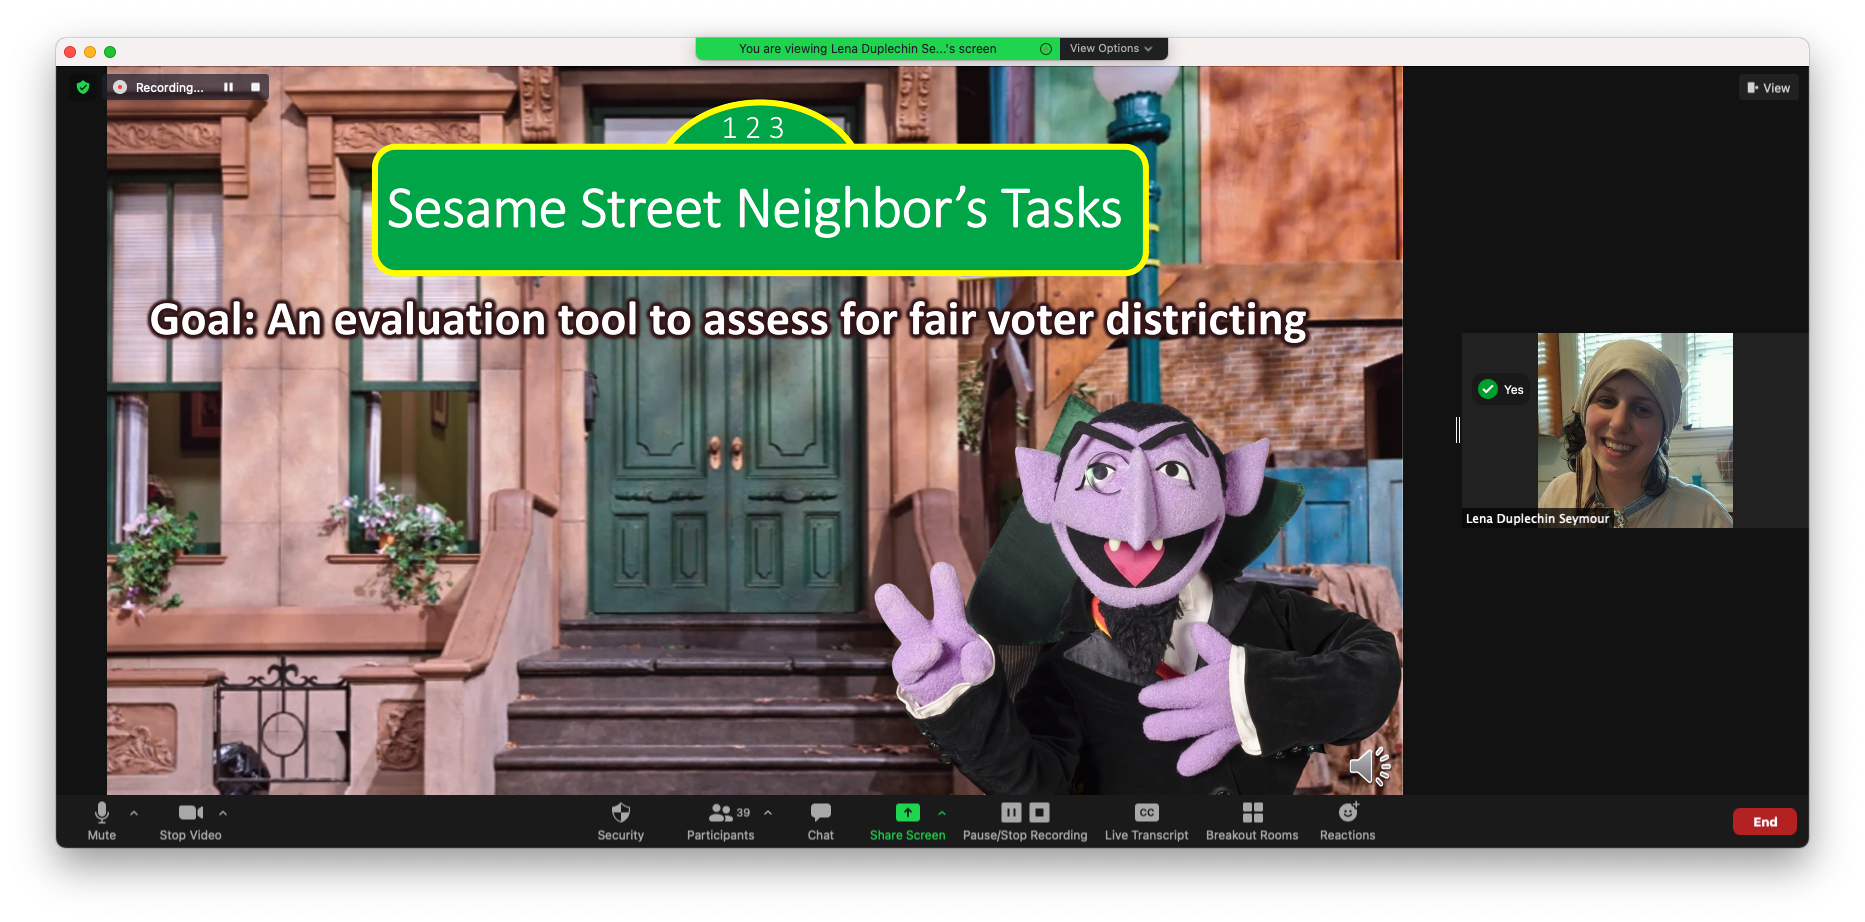 You are viewing Lena Duplechin Se...'s screen
View Options
Recording...
View
1 2 3
Sesame Street Neighbor's Tasks
Goal: An evaluation tool to assess for fair voter districting
Yes
Lena Duplechin Seymour
Mute
Stop Video
Security
39
Participants
Chat
Share Screen
Pause/Stop Recording
CC
Live Transcript
Breakout Rooms
Reactions
End